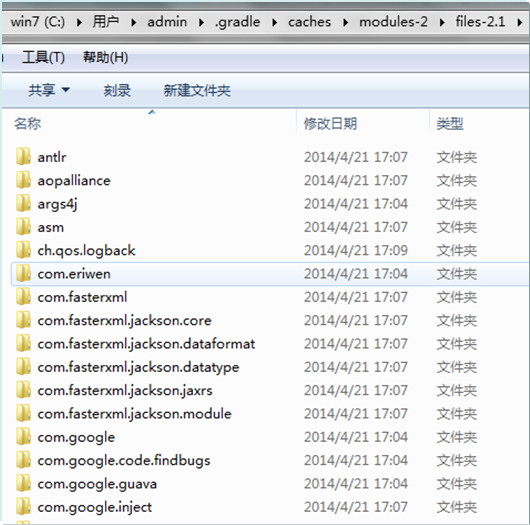 win7 (C:) ▸ 用户 ▸ admin ▸ .gradle ▸ caches ▸ modules-2 ▸ files-2.1 ▸
工具(T) 帮助(H)
共享 ▼ 刻录 新建文件夹
名称 修改日期 类型
antlr 2014/4/21 17:07 文件夹
aopalliance 2014/4/21 17:07 文件夹
args4j 2014/4/21 17:04 文件夹
asm 2014/4/21 17:07 文件夹
ch.qos.logback 2014/4/21 17:09 文件夹
com.eriwen 2014/4/21 17:04 文件夹
com.fasterxml 2014/4/21 17:07 文件夹
com.fasterxml.jackson.core 2014/4/21 17:07 文件夹
com.fasterxml.jackson.dataformat 2014/4/21 17:07 文件夹
com.fasterxml.jackson.datatype 2014/4/21 17:07 文件夹
com.fasterxml.jackson.jaxrs 2014/4/21 17:07 文件夹
com.fasterxml.jackson.module 2014/4/21 17:07 文件夹
com.google 2014/4/21 17:04 文件夹
com.google.code.findbugs 2014/4/21 17:04 文件夹
com.google.guava 2014/4/21 17:04 文件夹
com.google.inject 2014/4/21 17:07 文件夹